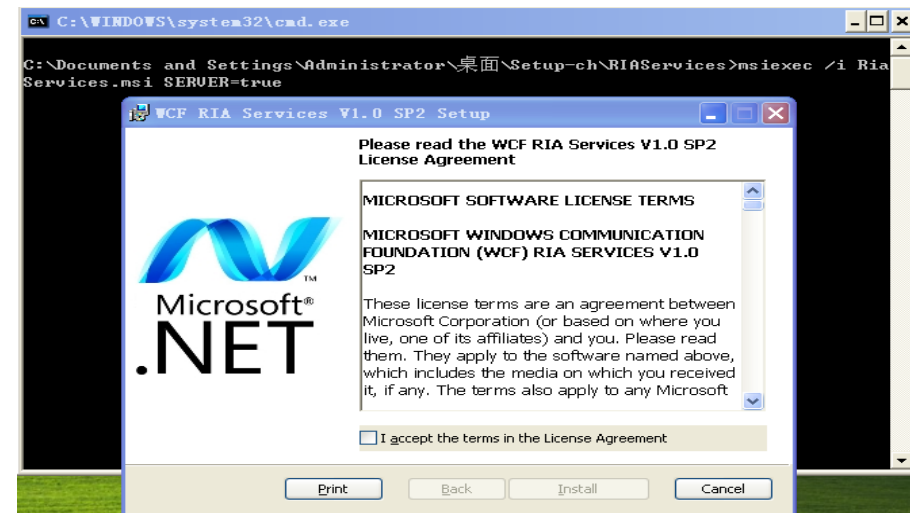 C:\WINDOWS\system32\cmd.exe
C:\Documents and Settings\Administrator\桌面\Setup-ch\RIAServices>msiexec /i Ria
Services.msi SERVER=true
WCF RIA Services V1.0 SP2 Setup
Please read the WCF RIA Services V1.0 SP2
License Agreement
MICROSOFT SOFTWARE LICENSE TERMS
MICROSOFT WINDOWS COMMUNICATION
FOUNDATION (WCF) RIA SERVICES V1.0
SP2
These license terms are an agreement between
Microsoft Corporation (or based on where you
live, one of its affiliates) and you. Please read
them. They apply to the software named above,
which includes the media on which you received
it, if any. The terms also apply to any Microsoft
TM
Microsoft®
.NET
I accept the terms in the License Agreement
Print Back Install Cancel